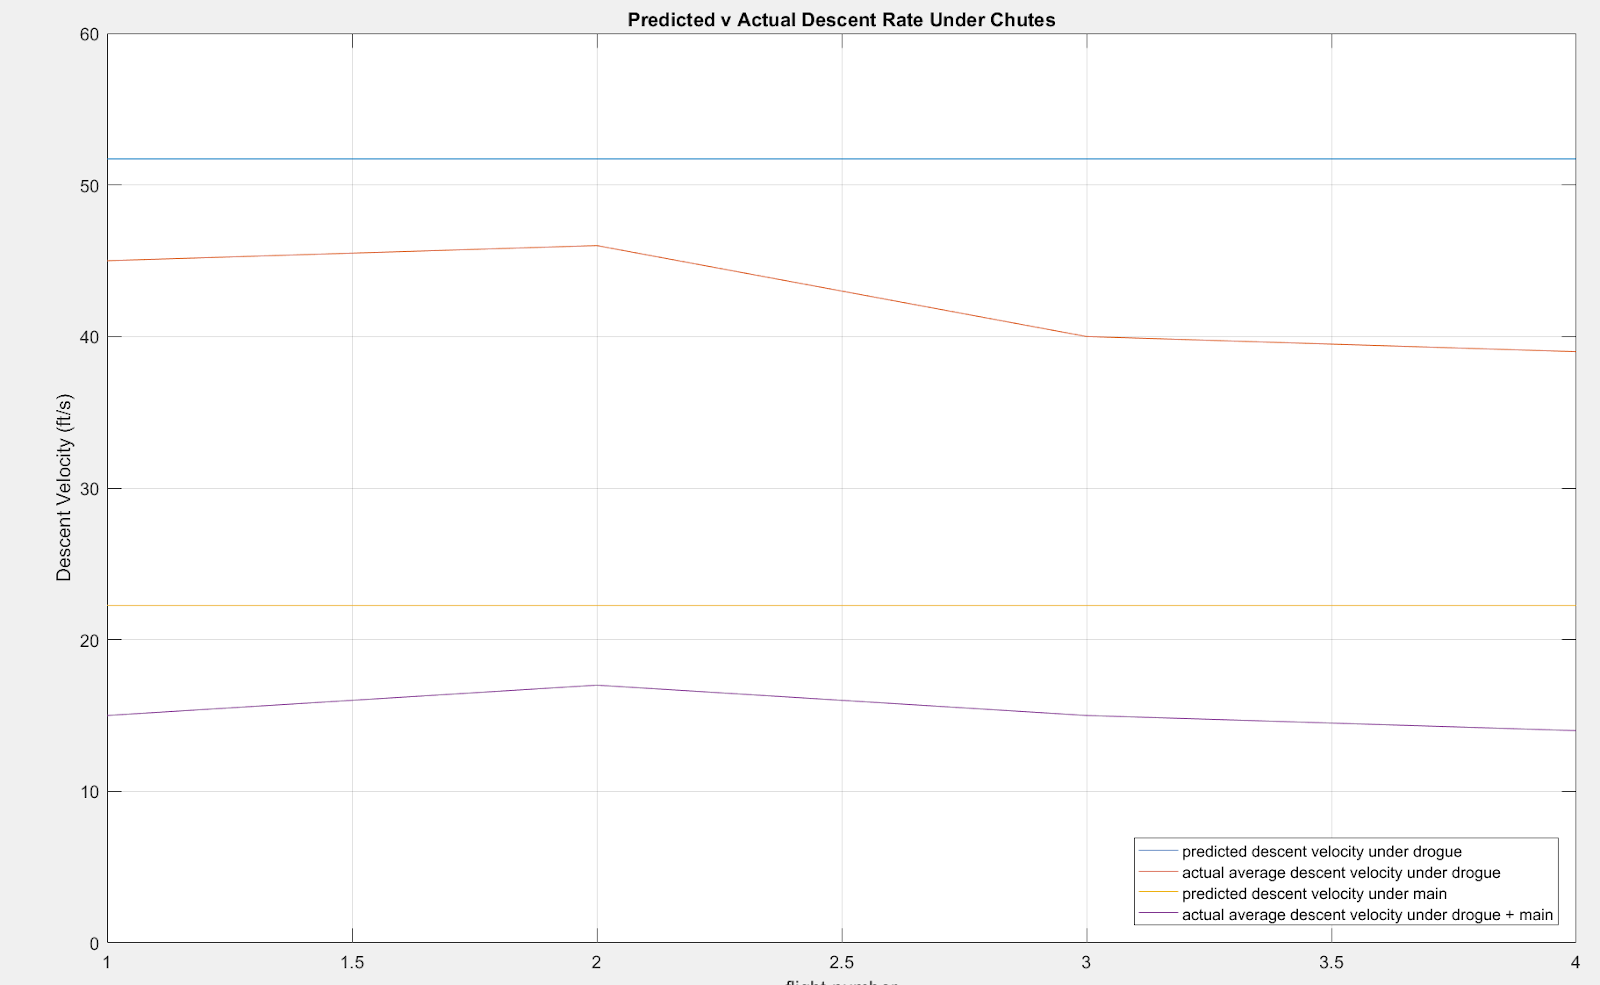 Predicted v Actual Descent Rate Under Chutes
60
50
40
30
20
10
0
Descent Velocity (ft/s)
1
1.5
2
2.5
3
3.5
4
flight number
predicted descent velocity under drogue
actual average descent velocity under drogue
predicted descent velocity under main
actual average descent velocity under drogue + main